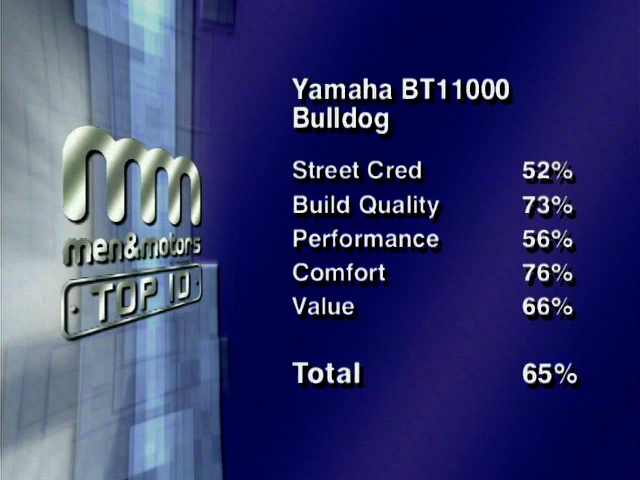 Yamaha BT11000
Bulldog
Street Cred 52%
Build Quality 73%
Performance 56%
Comfort 76%
Value 66%
Total 65%
men&motors
TOP 10